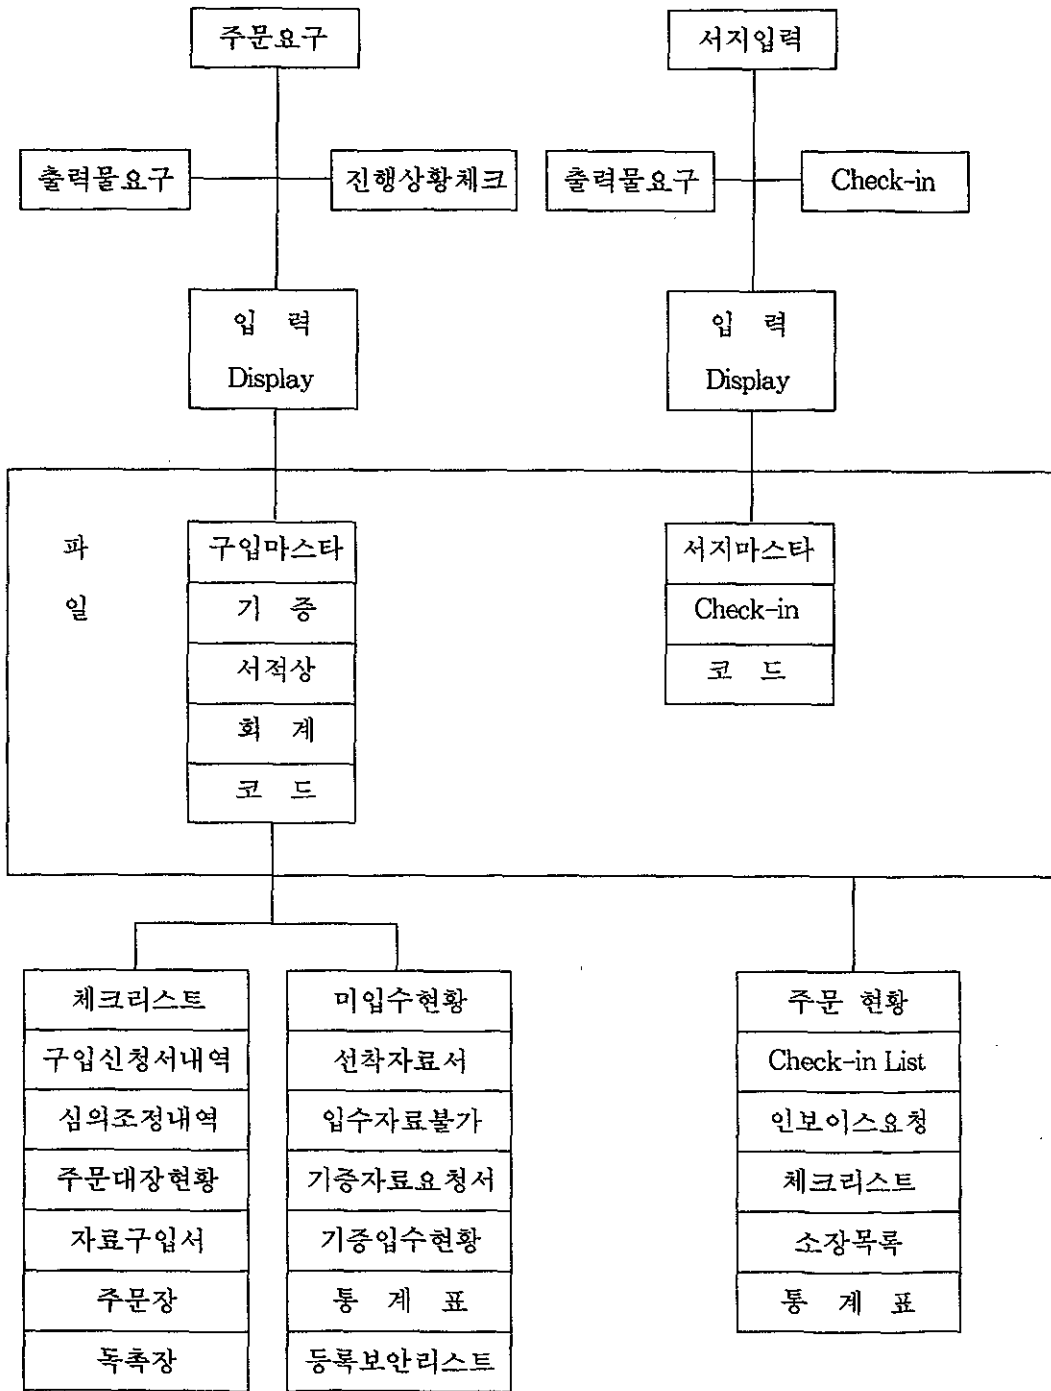 주문요구
서지입력
출력물요구
진행상황체크
출력물요구
Check-in
입 력
Display
입 력
Display
파
일
구입마스타
기 증
서적상
회 계
코 드
서지마스타
Check-in
코 드
체크리스트
구입신청서내역
심의조정내역
주문대장현황
자료구입서
주문장
독촉장
미입수현황
선착자료서
입수자료불가
기증자료요청서
기증입수현황
통 계 표
등록보안리스트
주문 현황
Check-in List
인보이스요청
체크리스트
소장목록
통 계 표